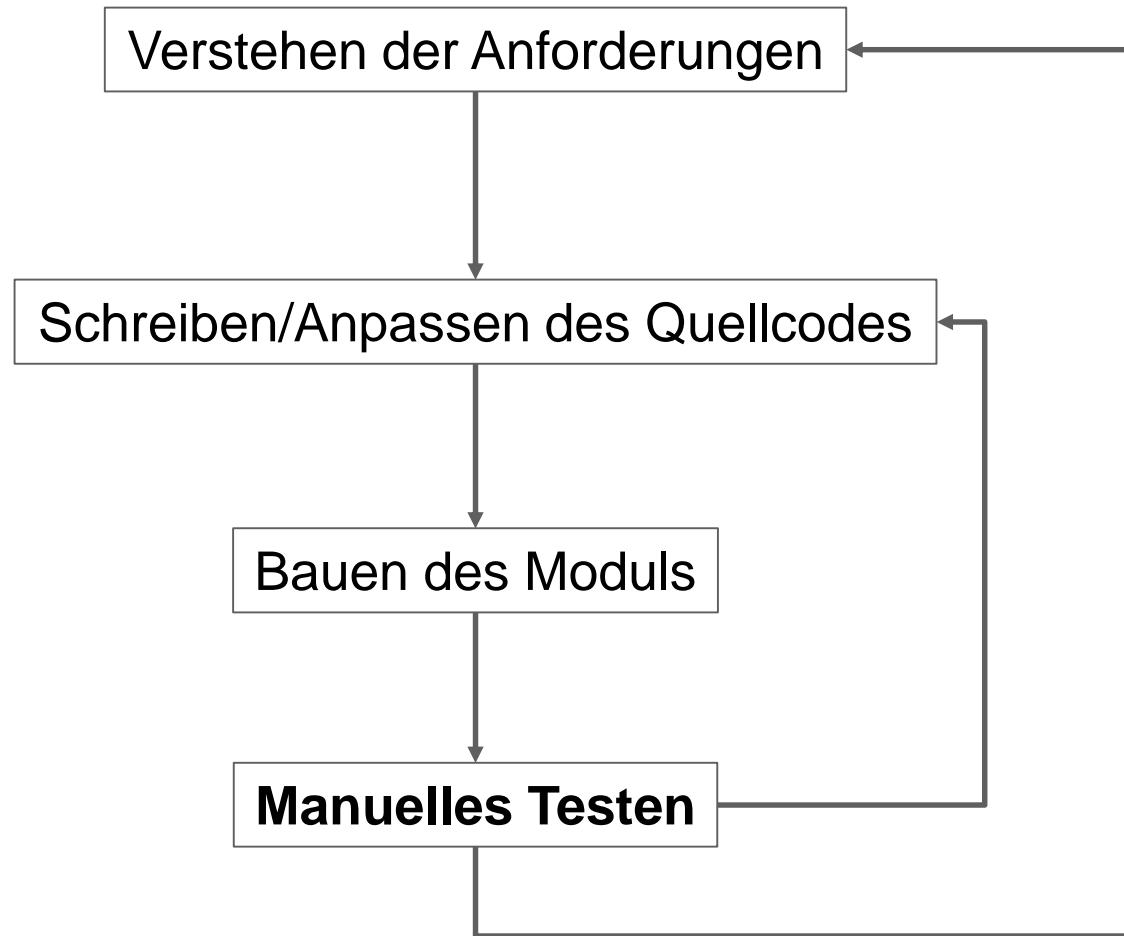 Verstehen der Anforderungen
Schreiben/Anpassen des Quellcodes
Bauen des Moduls
Manuelles Testen